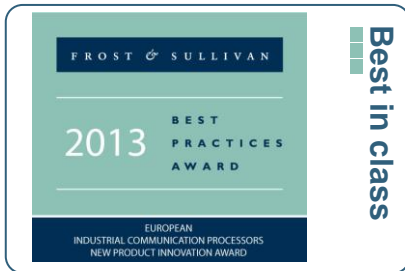 FROST & SULLIVAN
2013
BEST
PRACTICES
AWARD
EUROPEAN
INDUSTRIAL COMMUNICATION PROCESSORS
NEW PRODUCT INNOVATION AWARD
Best in class